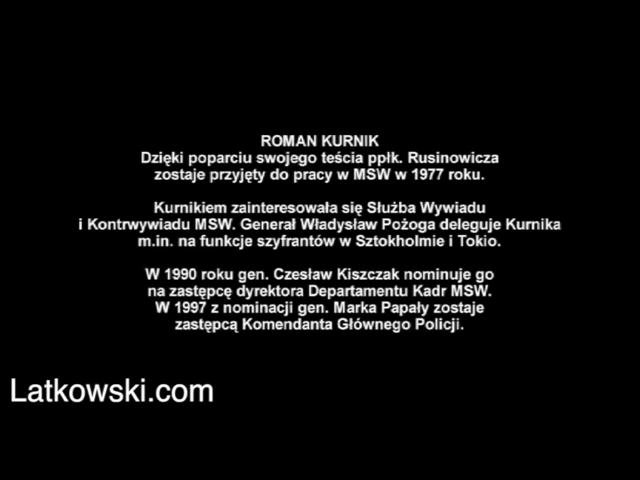 ROMAN KURNIK
Dzięki poparciu swojego teścia ppłk. Rusinowicza
zostaje przyjęty do pracy w MSW w 1977 roku.
Kurnikiem zainteresowała się Służba Wywiadu
i Kontrwywiadu MSW. Generał Władysław Pożoga deleguje Kurnika
m.in. na funkcje szyfrantów w Sztokholmie i Tokio.
W 1990 roku gen. Czesław Kiszczak nominuje go
na zastępcę dyrektora Departamentu Kadr MSW.
W 1997 z nominacji gen. Marka Papały zostaje
zastępcą Komendanta Głównego Policji.
Latkowski.com